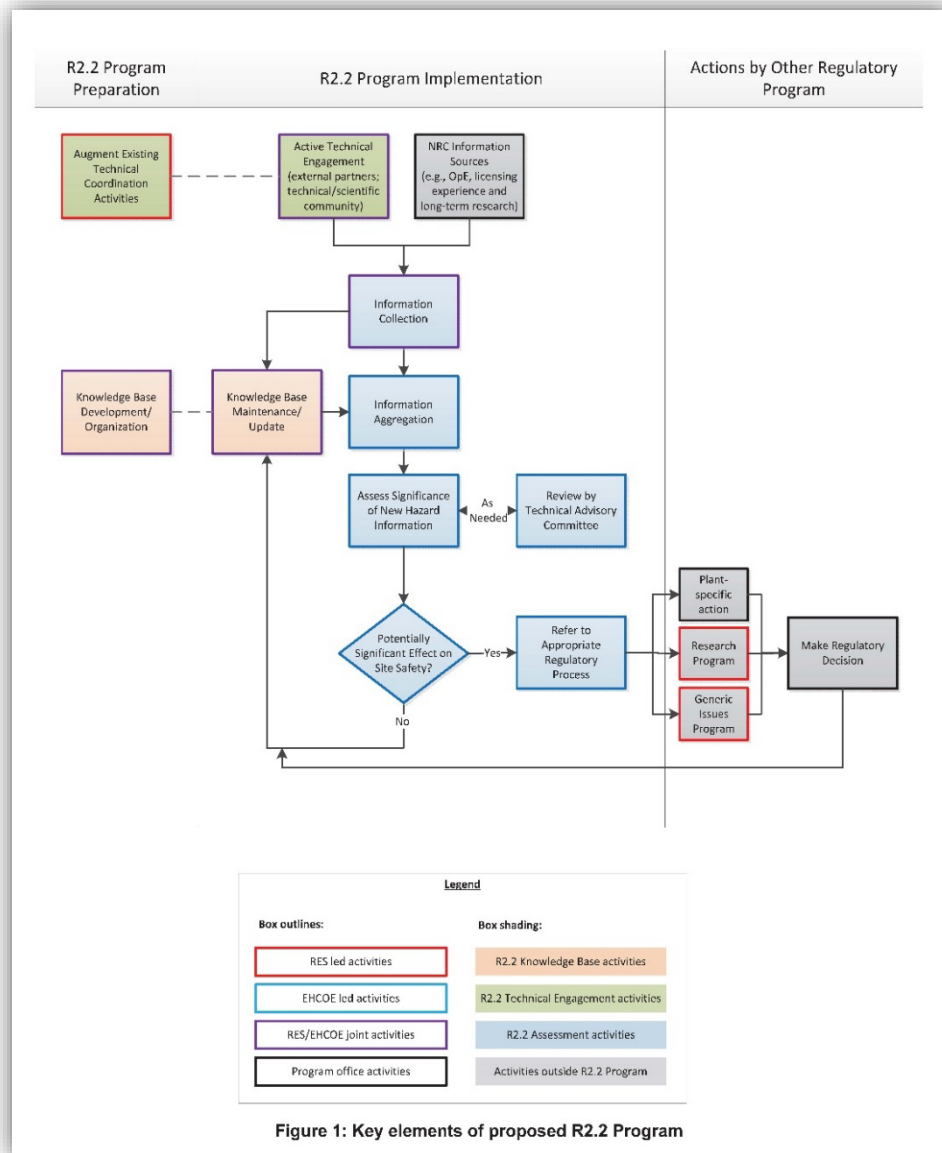 R2.2 Program
Preparation
R2.2 Program Implementation
Actions by Other Regulatory
Program
Augment Existing
Technical
Coordination
Activities
Active Technical
Engagement
(external partners;
technical/scientific
community)
NRC Information
Sources
(e.g., OpE, licensing
experience and
long-term research)
Information
Collection
Knowledge Base
Development/
Organization
Knowledge Base
Maintenance/
Update
Information
Aggregation
Assess Significance
of New Hazard
Information
As
Needed
Review by
Technical Advisory
Committee
Potentially
Significant Effect on
Site Safety?
Yes
No
Refer to
Appropriate
Regulatory
Process
Plant-
specific
action
Research
Program
Generic
Issues
Program
Make Regulatory
Decision
Legend
Box outlines:
Box shading:
RES led activities
R2.2 Knowledge Base activities
EHCOE led activities
R2.2 Technical Engagement activities
RES/EHCOE joint activities
R2.2 Assessment activities
Program office activities
Activities outside R2.2 Program
Figure 1: Key elements of proposed R2.2 Program